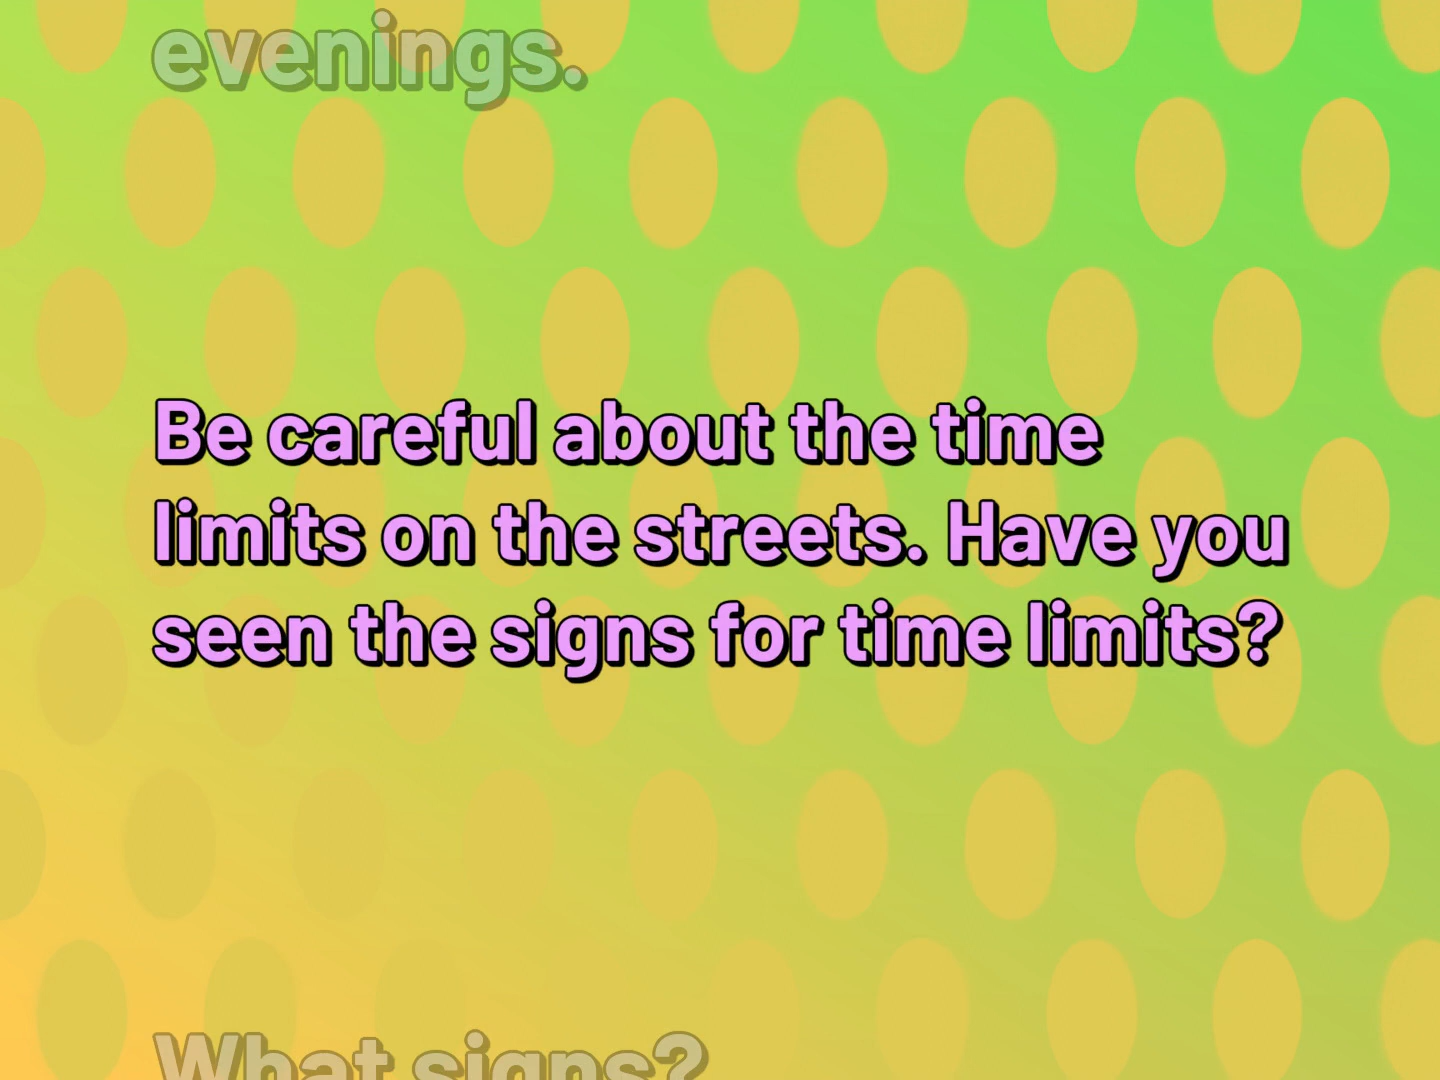 evenings.
Be careful about the time
limits on the streets. Have you
seen the signs for time limits?
What signs?